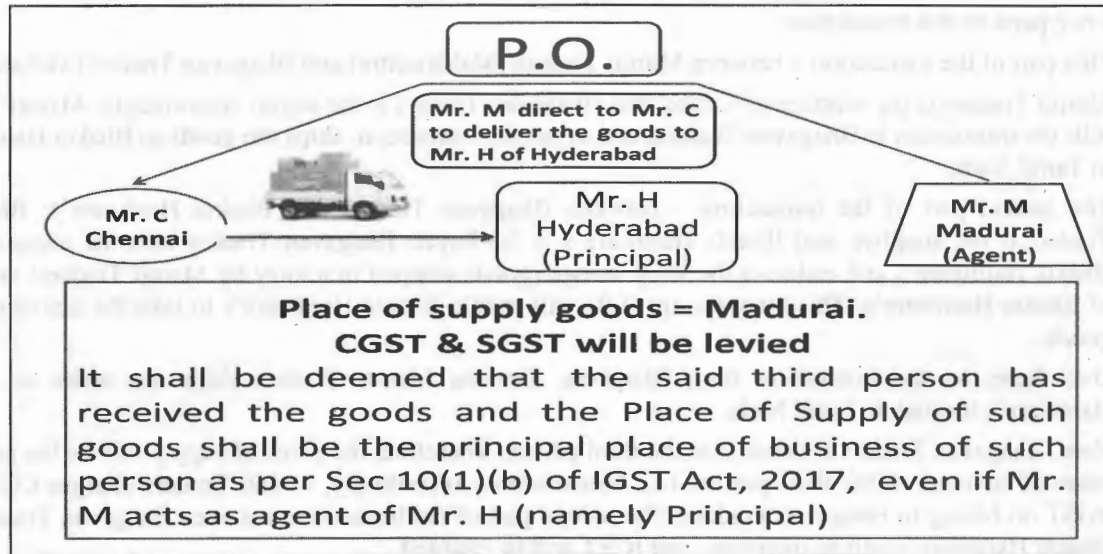 P.O.
Mr. M direct to Mr. C
to deliver the goods to
Mr. H of Hyderabad
Mr. C
Chennai
Mr. H
Hyderabad
(Principal)
Mr. M
Madurai
(Agent)
Place of supply goods = Madurai.
CGST & SGST will be levied
It shall be deemed that the said third person has
received the goods and the Place of Supply of such
goods shall be the principal place of business of such
person as per Sec 10(1)(b) of IGST Act, 2017, even if Mr.
M acts as agent of Mr. H (namely Principal)